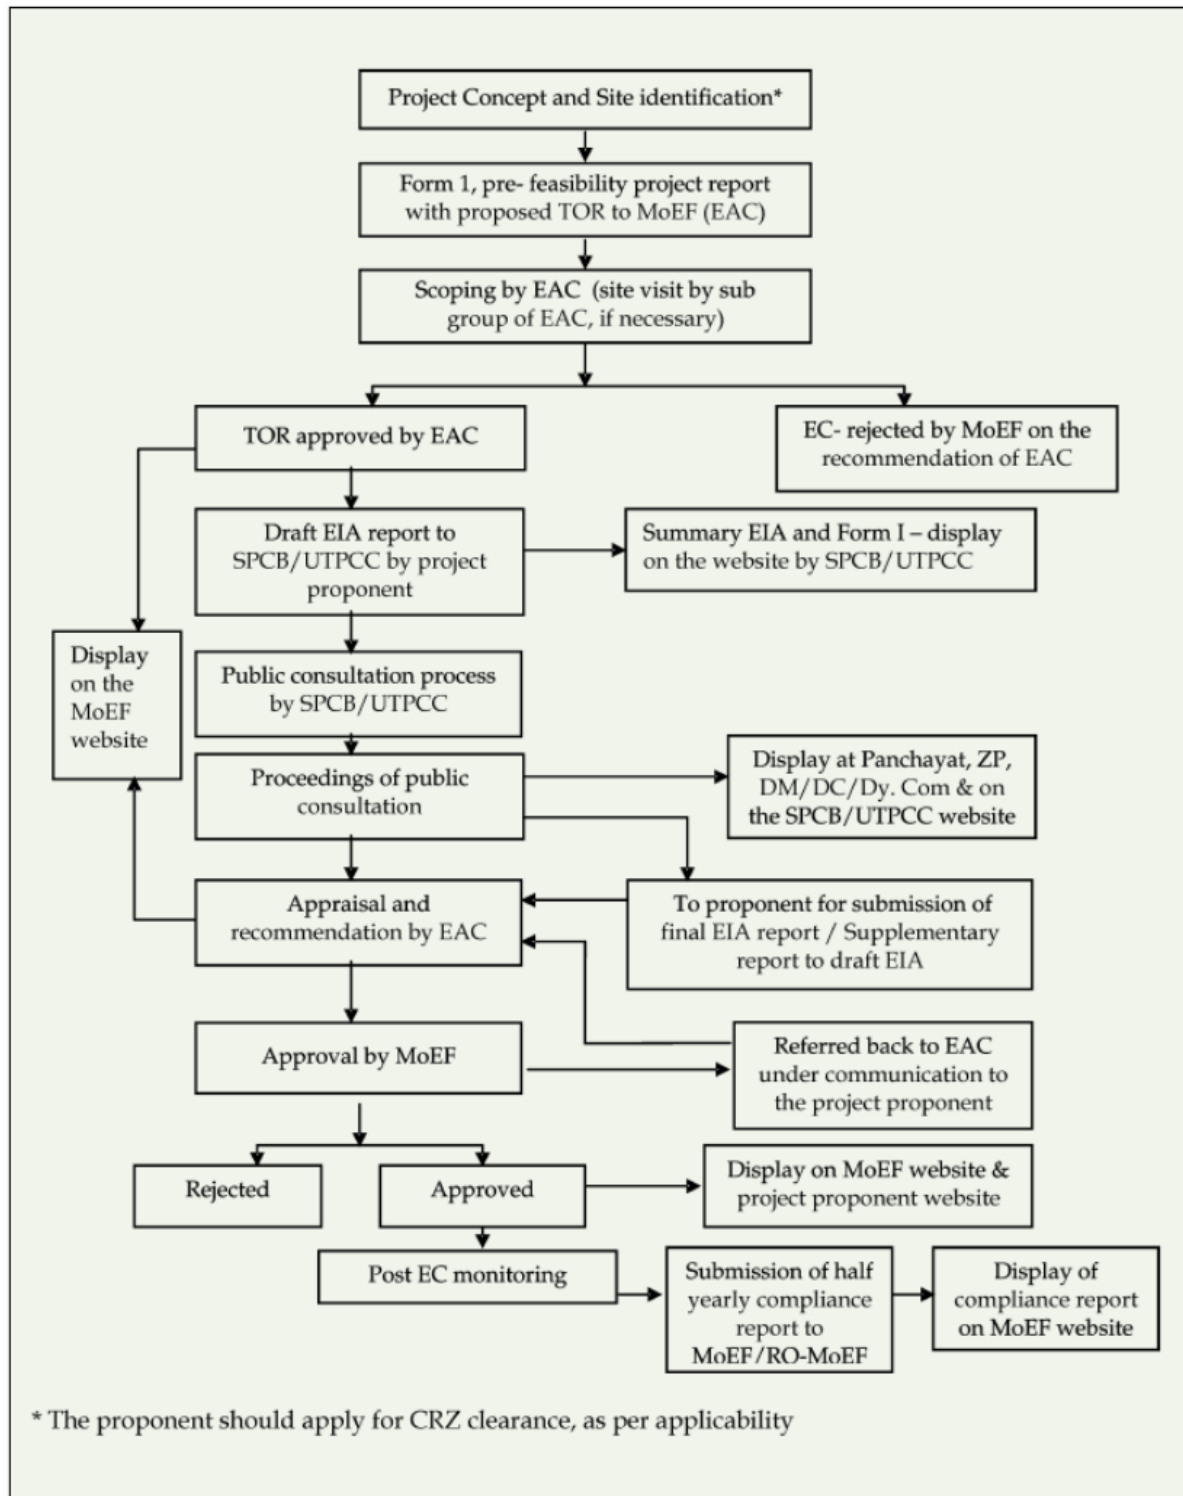 Project Concept and Site identification*
Form 1, pre- feasibility project report
with proposed TOR to MoEF (EAC)
Scoping by EAC (site visit by sub
group of EAC, if necessary)
TOR approved by EAC
EC- rejected by MoEF on the
recommendation of EAC
Draft EIA report to
SPCB/UTPCC by project
proponent
Summary EIA and Form I – display
on the website by SPCB/UTPCC
Display
on the
MoEF
website
Public consultation process
by SPCB/UTPCC
Proceedings of public
consultation
Display at Panchayat, ZP,
DM/DC/Dy. Com & on
the SPCB/UTPCC website
Appraisal and
recommendation by EAC
To proponent for submission of
final EIA report / Supplementary
report to draft EIA
Approval by MoEF
Referred back to EAC
under communication to
the project proponent
Rejected
Approved
Display on MoEF website &
project proponent website
Post EC monitoring
Submission of half
yearly compliance
report to
MoEF/RO-MoEF
Display of
compliance report
on MoEF website
* The proponent should apply for CRZ clearance, as per applicability